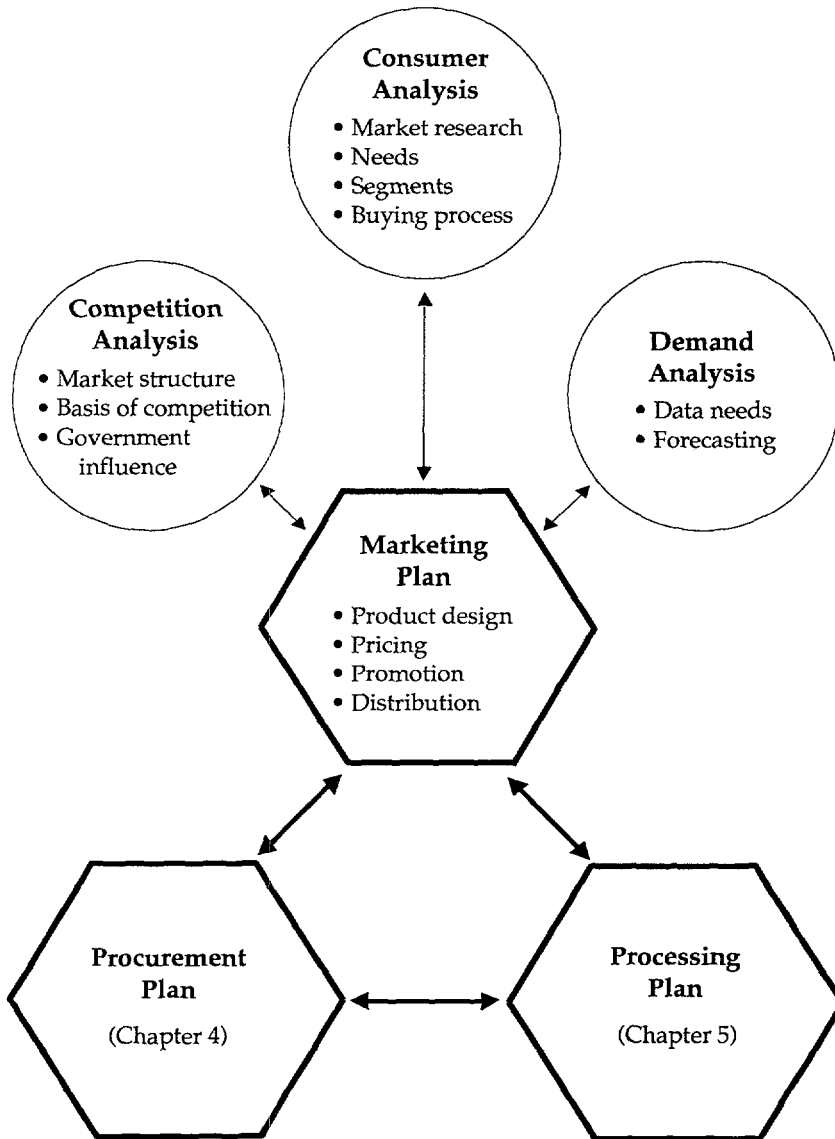 Consumer
Analysis
• Market research
• Needs
• Segments
• Buying process
Competition
Analysis
• Market structure
• Basis of competition
• Government
influence
Demand
Analysis
• Data needs
• Forecasting
Marketing
Plan
• Product design
• Pricing
• Promotion
• Distribution
Procurement
Plan
(Chapter 4)
Processing
Plan
(Chapter 5)